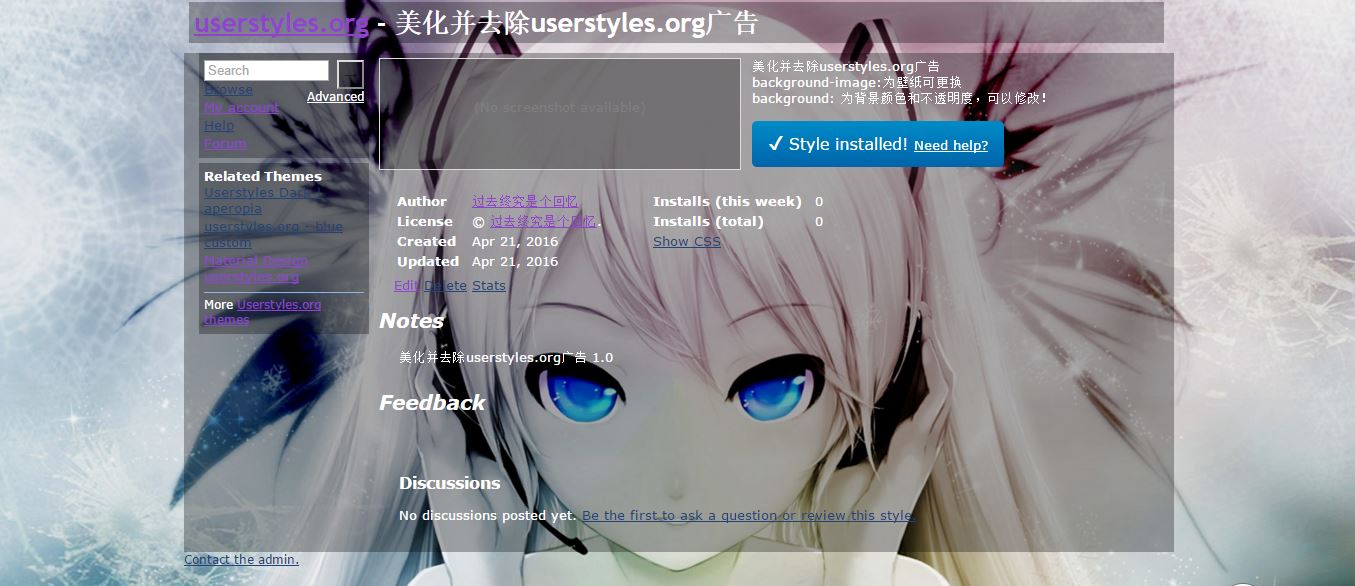 userstyles.org - 美化并去除userstyles.org广告
Search
Advanced
Browse
My account
Help
Forum
Related Themes
Userstyles Dark
aperopia
userstyles.org - blue
custom
Material Design
userstyles.org
More Userstyles.org
themes
(No screenshot available)
美化并去除userstyles.org广告
background-image:为壁纸可更换
background: 为背景颜色和不透明度，可以修改！
✓ Style installed! Need help?
Author 过去终究是个回忆
License © 过去终究是个回忆.
Created Apr 21, 2016
Updated Apr 21, 2016
Installs (this week) 0
Installs (total) 0
Show CSS
Edit Delete Stats
Notes
美化并去除userstyles.org广告 1.0
Feedback
Discussions
No discussions posted yet. Be the first to ask a question or review this style.
Contact the admin.